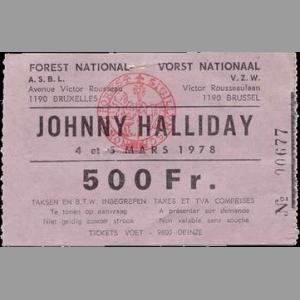 FOREST NATIONAL- VORST NATIONAAL
A.S.B.L. V.Z.W.
Avenue Victor Rousseau Victor Rousseaulaan
1190 BRUXELLES 1190 BRUSSEL
JOHNNY HALLIDAY
4 et 5 MARS 1978
500 Fr.
TAKSEN EN B.T.W. INBEGREPEN - TAXES ET TVA COMPRISES
Te tonen op aanvraag A présenter sur demande
Niet geldig zonder strook Non valable sans souche
TICKETS VOET - 9800 DEINZE
Nº 00677